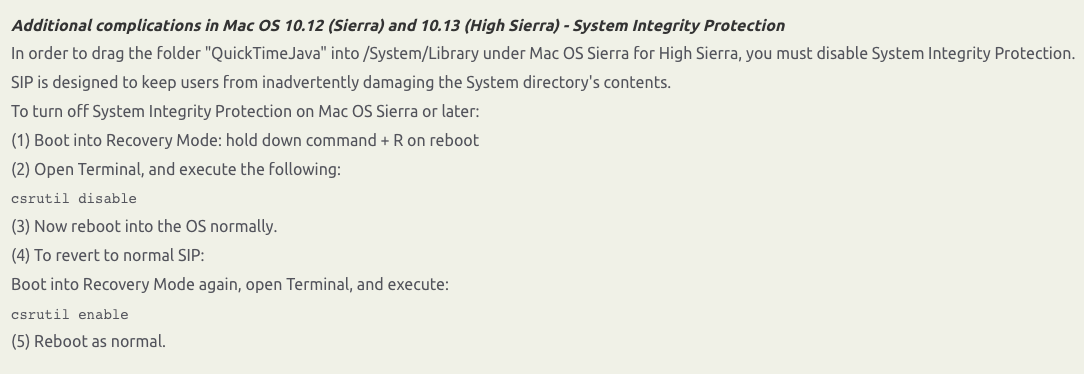 Additional complications in Mac OS 10.12 (Sierra) and 10.13 (High Sierra) - System Integrity Protection
In order to drag the folder "QuickTimeJava" into /System/Library under Mac OS Sierra for High Sierra, you must disable System Integrity Protection.
SIP is designed to keep users from inadvertently damaging the System directory's contents.
To turn off System Integrity Protection on Mac OS Sierra or later:
(1) Boot into Recovery Mode: hold down command + R on reboot
(2) Open Terminal, and execute the following:
csrutil disable
(3) Now reboot into the OS normally.
(4) To revert to normal SIP:
Boot into Recovery Mode again, open Terminal, and execute:
csrutil enable
(5) Reboot as normal.